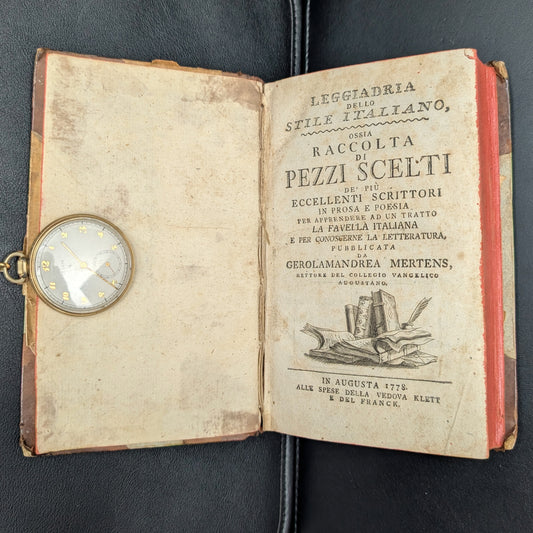 LEGGIADRIA
DELLO
STILE ITALIANO,
OSSIA
RACCOLTA
DI
PEZZI SCELTI
DE' PIÙ
ECCELLENTI SCRITTORI
IN PROSA E POESIA
PER APPRENDERE AD UN TRATTO
LA FAVELLA ITALIANA
E PER CONOSCERNE LA LETTERATURA,
PUBBLICATA
DA
GEROLAMANDREA MERTENS,
RETTORE DEL COLLEGIO VANGELICO
AUGUSTANO.
IN AUGUSTA 1778.
ALLE SPESE DELLA VEDOVA KLETT
E DEL FRANCK.